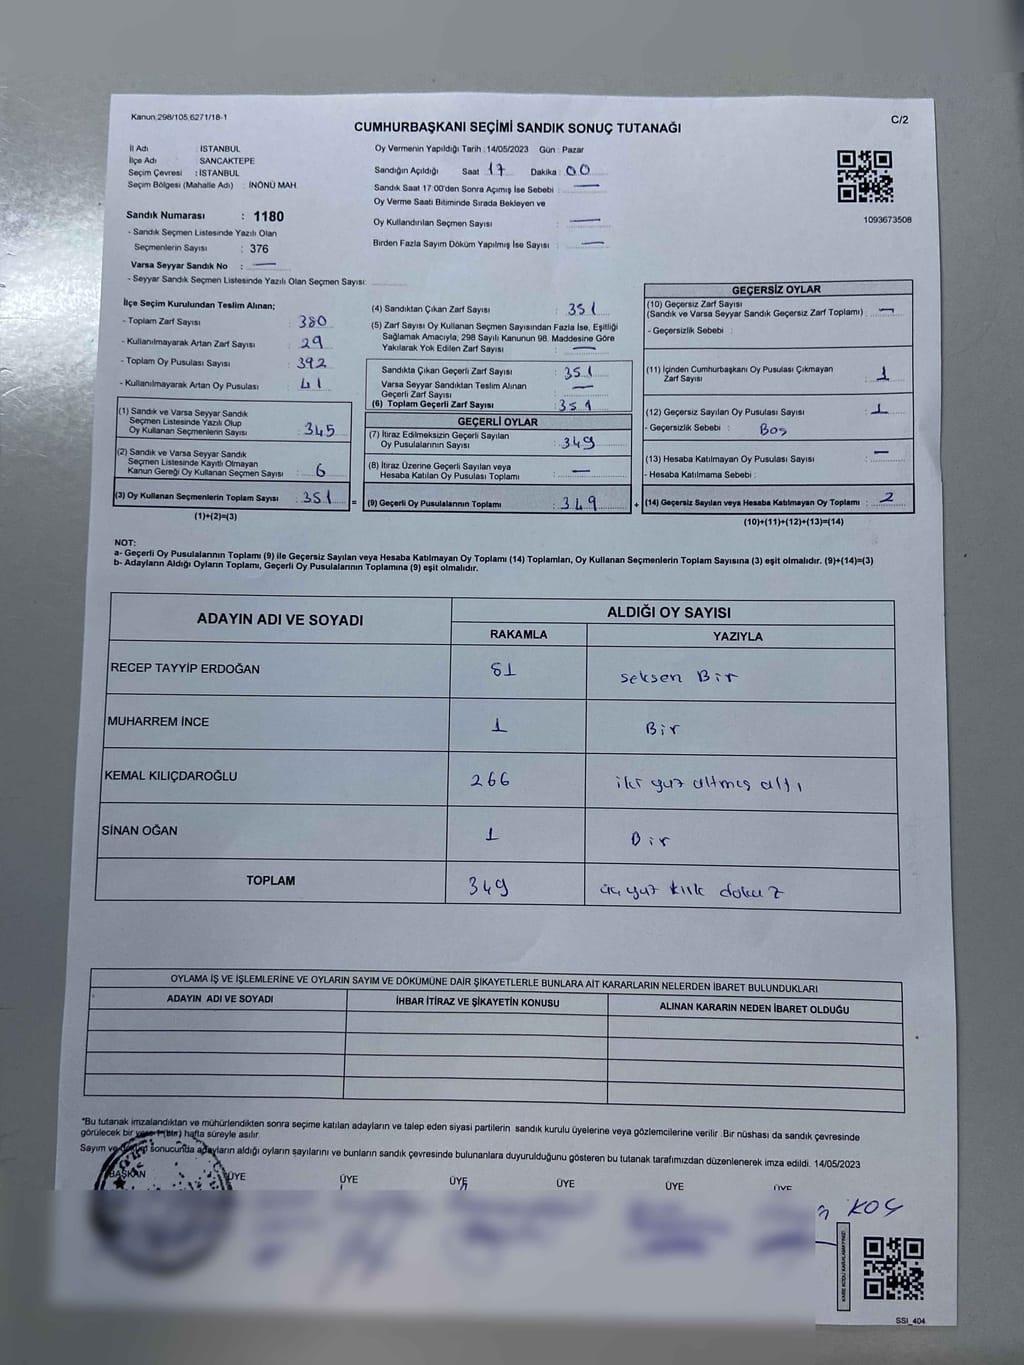 Kanun.298/105,6271/18-1
C/2
CUMHURBAŞKANI SEÇİMİ SANDIK SONUÇ TUTANAĞI
İl Adı : İSTANBUL
İlçe Adı : SANCAKTEPE
Seçim Çevresi : İSTANBUL
Seçim Bölgesi (Mahalle Adı) : İNÖNÜ MAH.
Sandık Numarası : 1180
- Sandık Seçmen Listesinde Yazılı Olan
Seçmenlerin Sayısı : 376
Varsa Seyyar Sandık No : —
- Seyyar Sandık Seçmen Listesinde Yazılı Olan Seçmen Sayısı:
Oy Vermenin Yapıldığı Tarih :14/05/2023 Gün : Pazar
Sandığın Açıldığı Saat 17 Dakika : 00
Sandık Saat 17:00'den Sonra Açımış İse Sebebi : —
Oy Verme Saati Bitiminde Sırada Bekleyen ve
Oy Kullandırılan Seçmen Sayısı : —
Birden Fazla Sayım Döküm Yapılmış İse Sayısı : —
1093673508
İlçe Seçim Kurulundan Teslim Alınan;
- Toplam Zarf Sayısı : 380
- Kullanılmayarak Artan Zarf Sayısı : 29
- Toplam Oy Pusulası Sayısı : 392
- Kullanılmayarak Artan Oy Pusulası : 41
(1) Sandık ve Varsa Seyyar Sandık
Seçmen Listesinde Yazılı Olup
Oy Kullanan Seçmenlerin Sayısı : 345
(2) Sandık ve Varsa Seyyar Sandık
Seçmen Listesinde Kayıtlı Olmayan
Kanun Gereği Oy Kullanan Seçmen Sayısı : 6
(3) Oy Kullanan Seçmenlerin Toplam Sayısı : 351
(1)+(2)=(3)
(4) Sandıktan Çıkan Zarf Sayısı : 351
(5) Zarf Sayısı Oy Kullanan Seçmen Sayısından Fazla İse, Eşitliği
Sağlamak Amacıyla, 298 Sayılı Kanunun 98. Maddesine Göre
Yakılarak Yok Edilen Zarf Sayısı : —
Sandıkta Çıkan Geçerli Zarf Sayısı : 351
Varsa Seyyar Sandıktan Teslim Alınan
Geçerli Zarf Sayısı : —
(6) Toplam Geçerli Zarf Sayısı : 351
GEÇERLİ OYLAR
(7) İtiraz Edilmeksizin Geçerli Sayılan
Oy Pusulalarının Sayısı : 349
(8) İtiraz Üzerine Geçerli Sayılan veya
Hesaba Katılan Oy Pusulası Toplamı : —
= (9) Geçerli Oy Pusulalarının Toplamı : 349 +
GEÇERSİZ OYLAR
(10) Geçersiz Zarf Sayısı
(Sandık ve Varsa Seyyar Sandık Geçersiz Zarf Toplamı) : —
- Geçersizlik Sebebi :
(11) İçinden Cumhurbaşkanı Oy Pusulası Çıkmayan
Zarf Sayısı : 1
(12) Geçersiz Sayılan Oy Pusulası Sayısı : 1
- Geçersizlik Sebebi : Boş
(13) Hesaba Katılmayan Oy Pusulası Sayısı : —
- Hesaba Katılmama Sebebi :
(14) Geçersiz Sayılan veya Hesaba Katılmayan Oy Toplamı : 2
(10)+(11)+(12)+(13)=(14)
NOT:
a- Geçerli Oy Pusulalarının Toplamı (9) ile Geçersiz Sayılan veya Hesaba Katılmayan Oy Toplamı (14) Toplamları, Oy Kullanan Seçmenlerin Toplam Sayısına (3) eşit olmalıdır. (9)+(14)=(3)
b- Adayların Aldığı Oyların Toplamı, Geçerli Oy Pusulalarının Toplamına (9) eşit olmalıdır.
ADAYIN ADI VE SOYADI ALDIĞI OY SAYISI
RAKAMLA YAZIYLA
RECEP TAYYİP ERDOĞAN 81 seksen Bir
MUHARREM İNCE 1 Bir
KEMAL KILIÇDAROĞLU 266 iki yuz altmış altı
SİNAN OĞAN 1 Bir
TOPLAM 349 üç yuz kırk dokuz
OYLAMA İŞ VE İŞLEMLERİNE VE OYLARIN SAYIM VE DÖKÜMÜNE DAİR ŞİKAYETLERLE BUNLARA AİT KARARLARIN NELERDEN İBARET BULUNDUKLARI
ADAYIN ADI VE SOYADI İHBAR İTİRAZ VE ŞİKAYETİN KONUSU ALINAN KARARIN NEDEN İBARET OLDUĞU
*Bu tutanak imzalandıktan ve mühürlendikten sonra seçime katılan adayların ve talep eden siyasi partilerin sandık kurulu üyelerine veya gözlemcilerine verilir .Bir nüshası da sandık çevresinde
görülecek bir yere 1 (bir) hafta süreyle asılır.
Sayım ve sonucunda adayların aldığı oyların sayılarını ve bunların sandık çevresinde bulunanlara duyurulduğunu gösteren bu tutanak tarafımızdan düzenlenerek imza edildi. 14/05/2023
BAŞKAN ÜYE ÜYE ÜYE ÜYE ÜYE ÜYE
KOÇ
KARE KODU KARALAMAYINIZ!
SSI_404